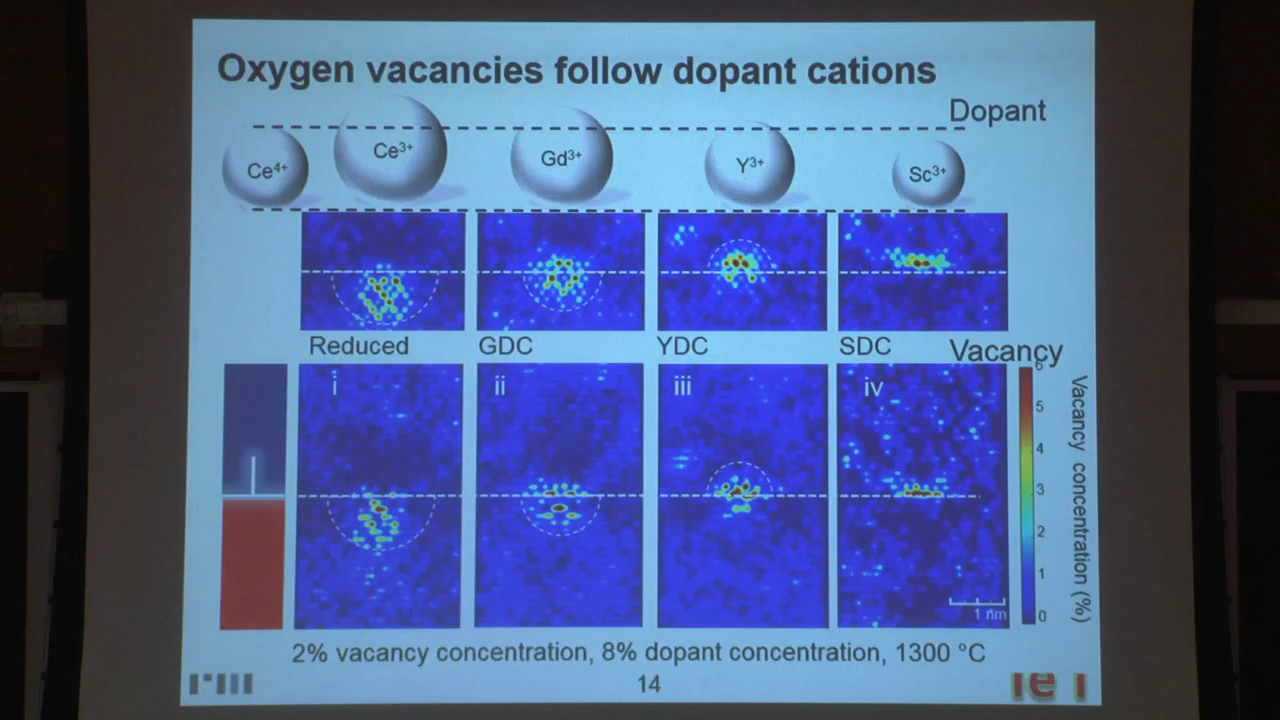 Oxygen vacancies follow dopant cations
Dopant
Ce4+
Ce3+
Gd3+
Y3+
Sc3+
Reduced
GDC
YDC
SDC
Vacancy
i
ii
iii
iv
6
5
4
3
2
1
0
Vacancy concentration (%)
1 nm
2% vacancy concentration, 8% dopant concentration, 1300 °C
14